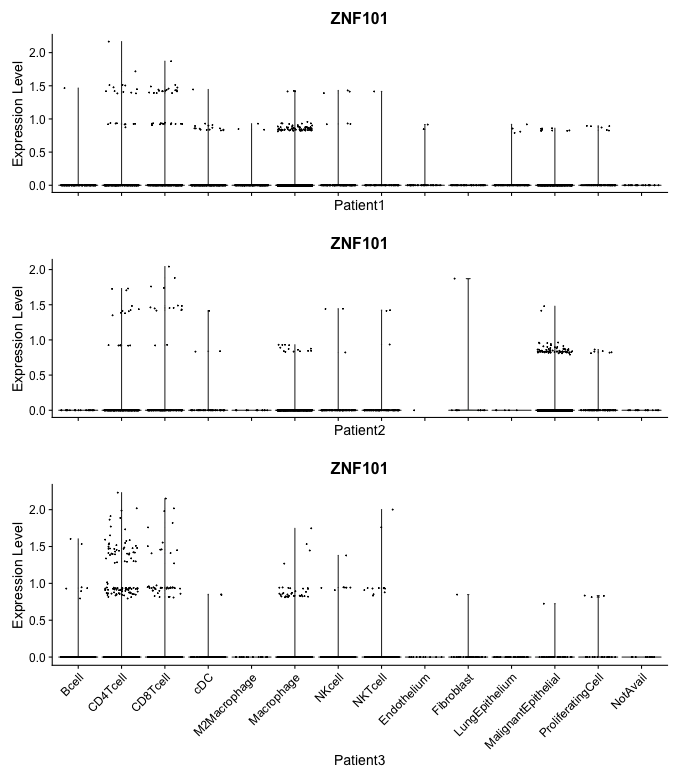 ZNF101
Expression Level
2.0
1.5
1.0
0.5
0.0
Patient1
ZNF101
Expression Level
2.0
1.5
1.0
0.5
0.0
Patient2
ZNF101
Expression Level
2.0
1.5
1.0
0.5
0.0
Bcell
CD4Tcell
CD8Tcell
cDC
M2Macrophage
Macrophage
NKcell
NKTcell
Endothelium
Fibroblast
LungEpithelium
MalignantEpithelial
ProliferatingCell
NotAvail
Patient3